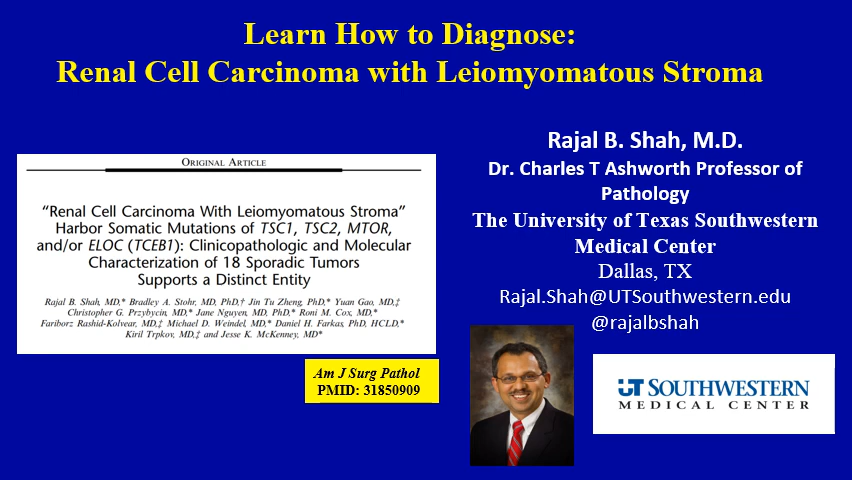 Learn How to Diagnose:
Renal Cell Carcinoma with Leiomyomatous Stroma
ORIGINAL ARTICLE
“Renal Cell Carcinoma With Leiomyomatous Stroma”
Harbor Somatic Mutations of TSC1, TSC2, MTOR,
and/or ELOC (TCEB1): Clinicopathologic and Molecular
Characterization of 18 Sporadic Tumors
Supports a Distinct Entity
Rajal B. Shah, MD,* Bradley A. Stohr, MD, PhD,† Jin Tu Zheng, PhD,* Yuan Gao, MD,‡
Christopher G. Przybycin, MD,* Jane Nguyen, MD, PhD,* Roni M. Cox, MD,*
Fariborz Rashid-Kolvear, MD,‡ Michael D. Weindel, MD,* Daniel H. Farkas, PhD, HCLD,*
Kiril Trpkov, MD,‡ and Jesse K. McKenney, MD*
Am J Surg Pathol
PMID: 31850909
Rajal B. Shah, M.D.
Dr. Charles T Ashworth Professor of
Pathology
The University of Texas Southwestern
Medical Center
Dallas, TX
Rajal.Shah@UTSouthwestern.edu
@rajalbshah
UT SOUTHWESTERN
MEDICAL CENTER